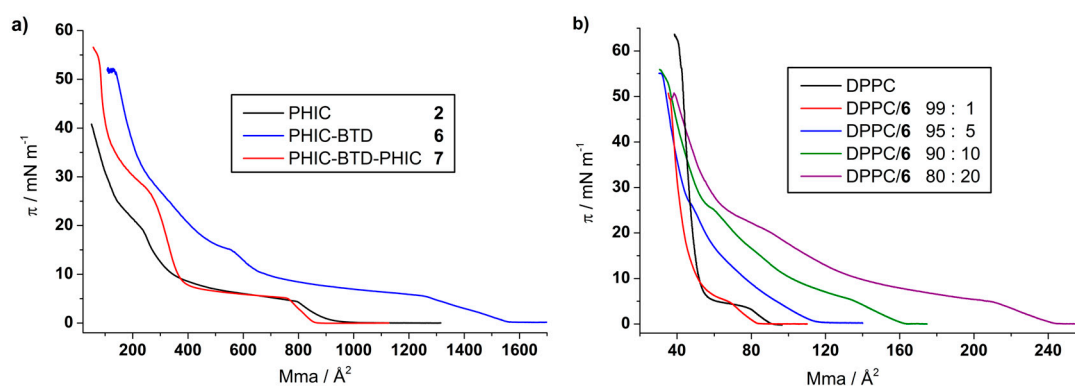 a)
60
50
40
30
20
10
0
π / mN m⁻¹
PHIC 2
PHIC-BTD 6
PHIC-BTD-PHIC 7
200 400 600 800 1000 1200 1400 1600
Mma / Å²
b)
60
50
40
30
20
10
0
π / mN m⁻¹
DPPC
DPPC/6 99 : 1
DPPC/6 95 : 5
DPPC/6 90 : 10
DPPC/6 80 : 20
40 80 120 160 200 240
Mma / Å²